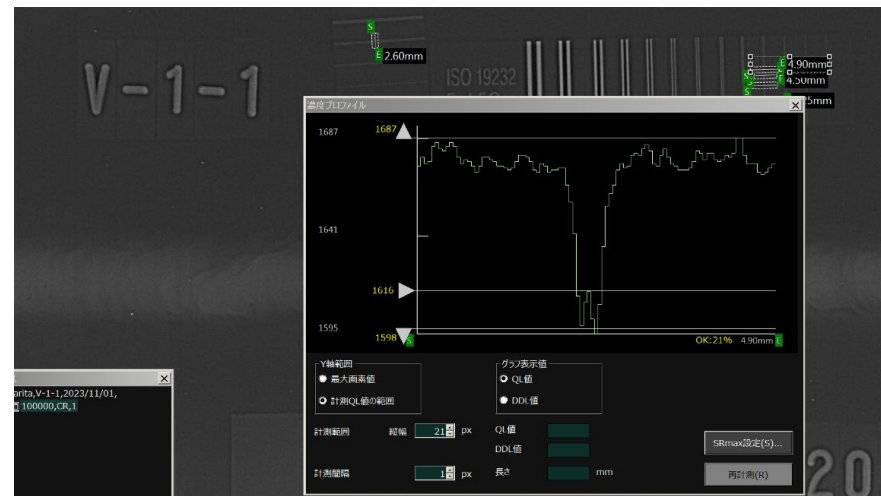 S
E 2.60mm
V-1-1
ISO 19232
E 4.90mm
S
E 4.50mm
S
5mm
濃度プロファイル
X
1687
1687
1641
1616
1595
1598
S
OK:21% 4.90mm E
Y軸範囲
最大画素値
計測QL値の範囲
グラフ表示値
QL値
DDL値
計測範囲 縦幅 21 px
QL値
DDL値
計測間隔 1 px
長さ mm
SRmax設定(S)...
再計測(R)
X
arita,V-1-1,2023/11/01,
100000,CR,1
20